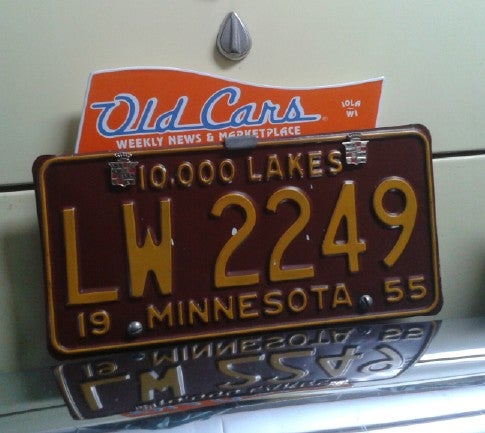 Old Cars
WEEKLY NEWS & MARKETPLACE
IOLA
WI
10,000 LAKES
LW 2249
19 MINNESOTA 55